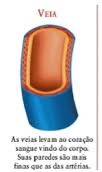 VEIA
As veias levam ao coração
sangue vindo do corpo.
Suas paredes são mais
finas que as das artérias.